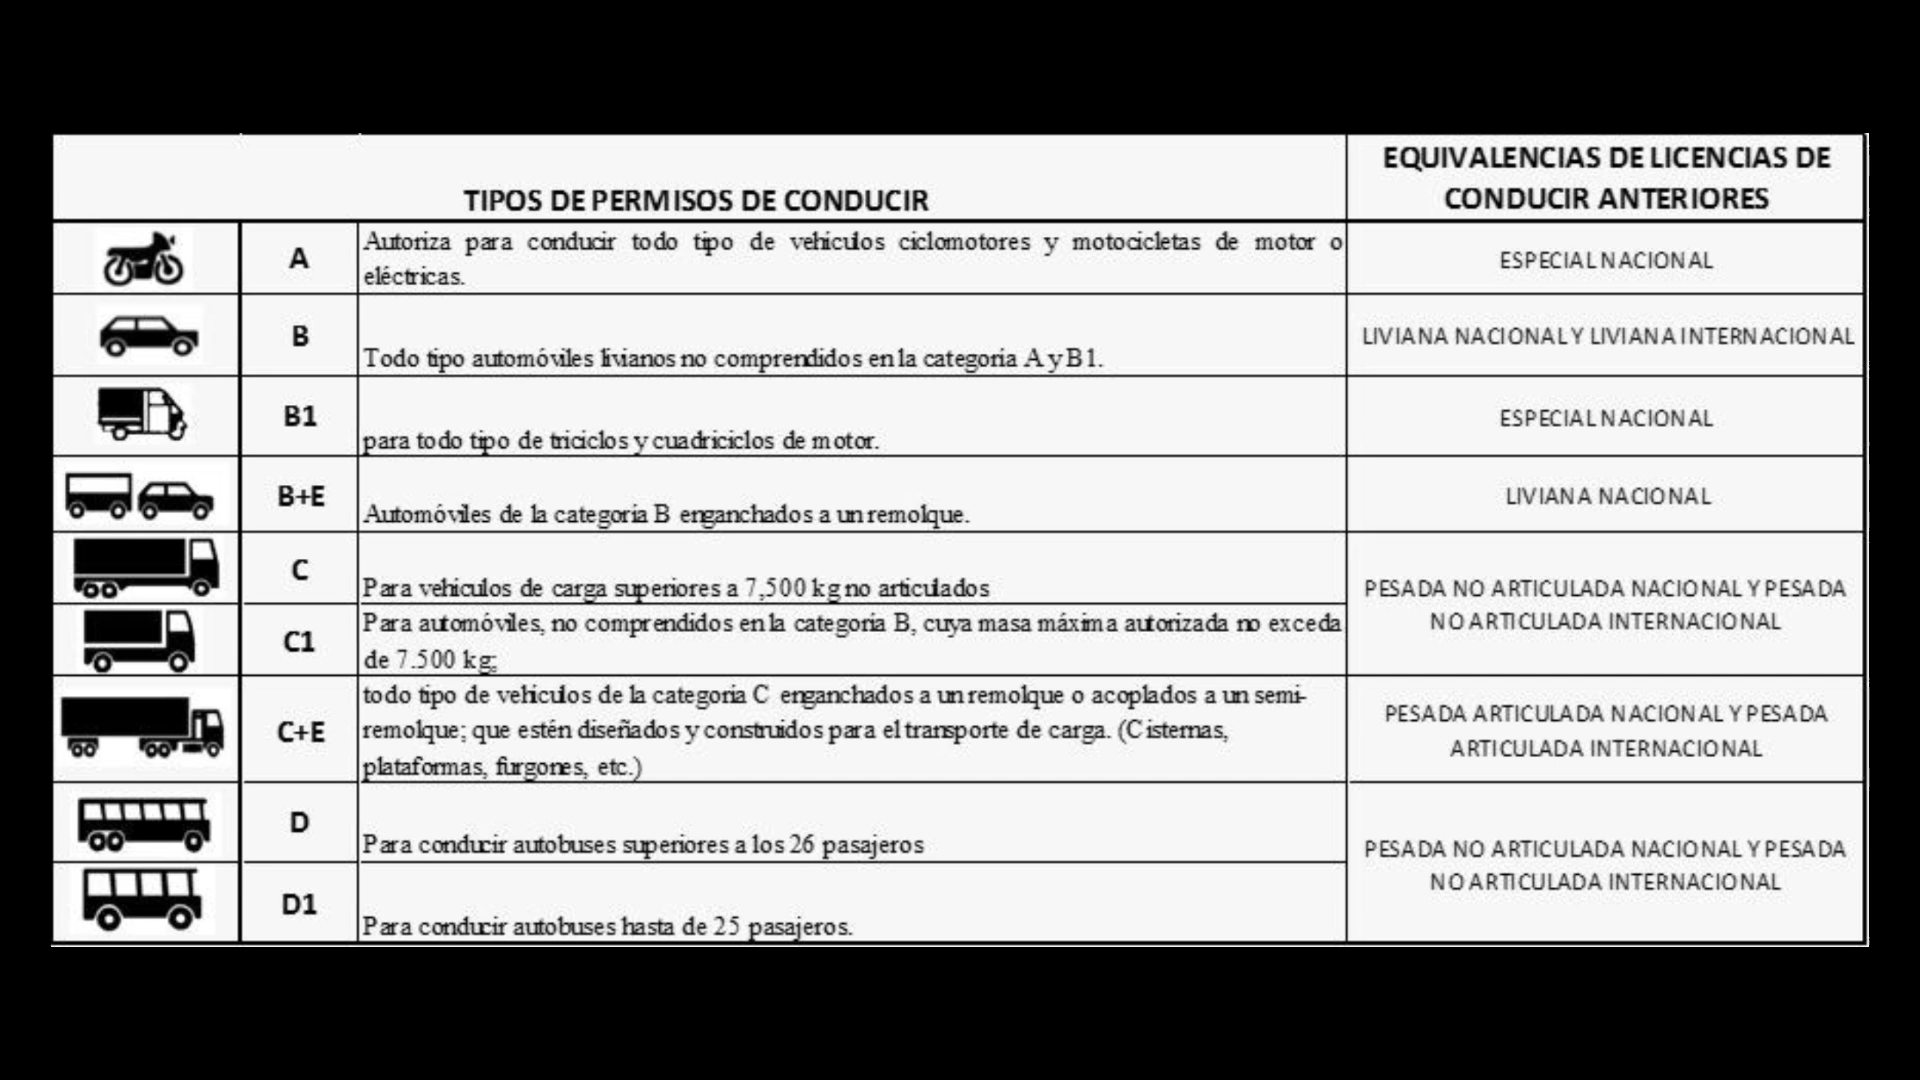 TIPOS DE PERMISOS DE CONDUCIR
EQUIVALENCIAS DE LICENCIAS DE
CONDUCIR ANTERIORES
A
Autoriza para conducir todo tipo de vehículos ciclomotores y motocicletas de motor o
eléctricas.
ESPECIAL NACIONAL
B
Todo tipo automóviles livianos no comprendidos en la categoría A y B1.
LIVIANA NACIONAL Y LIVIANA INTERNACIONAL
B1
para todo tipo de triciclos y cuadriciclos de motor.
ESPECIAL NACIONAL
B+E
Automóviles de la categoría B enganchados a un remolque.
LIVIANA NACIONAL
C
Para vehículos de carga superiores a 7,500 kg no articulados
PESADA NO ARTICULADA NACIONAL Y PESADA
NO ARTICULADA INTERNACIONAL
C1
Para automóviles, no comprendidos en la categoría B, cuya masa máxima autorizada no exceda
de 7.500 kg;
C+E
todo tipo de vehículos de la categoría C enganchados a un remolque o acoplados a un semi-
remolque; que estén diseñados y construidos para el transporte de carga. (Cisternas,
plataformas, furgones, etc.)
PESADA ARTICULADA NACIONAL Y PESADA
ARTICULADA INTERNACIONAL
D
Para conducir autobuses superiores a los 26 pasajeros
PESADA NO ARTICULADA NACIONAL Y PESADA
NO ARTICULADA INTERNACIONAL
D1
Para conducir autobuses hasta de 25 pasajeros.